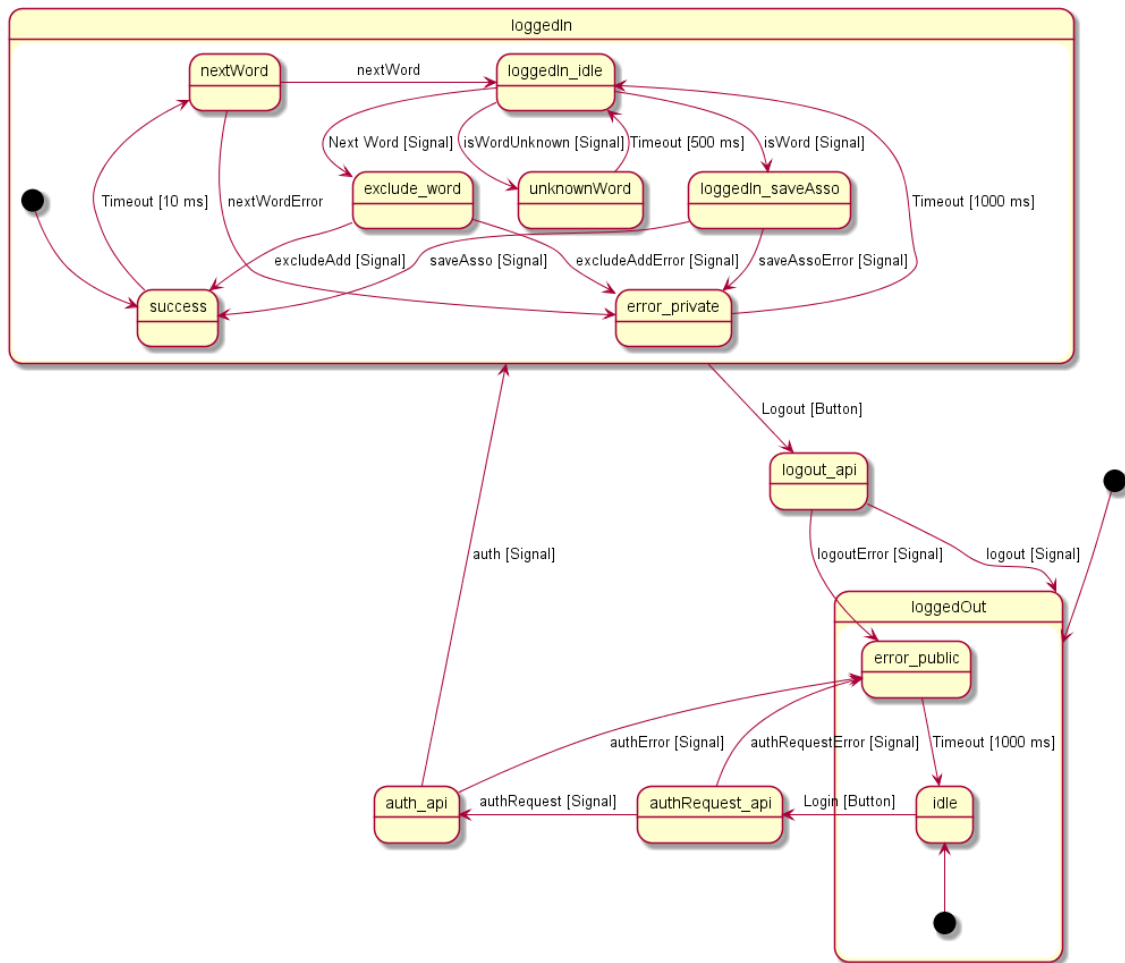 loggedIn
nextWord
nextWord
loggedIn_idle
Next Word [Signal]
isWordUnknown [Signal]
Timeout [500 ms]
isWord [Signal]
exclude_word
unknownWord
loggedIn_saveAsso
Timeout [10 ms]
nextWordError
Timeout [1000 ms]
excludeAdd [Signal]
saveAsso [Signal]
excludeAddError [Signal]
saveAssoError [Signal]
success
error_private
Logout [Button]
logout_api
auth [Signal]
logoutError [Signal]
logout [Signal]
loggedOut
error_public
authError [Signal]
authRequestError [Signal]
Timeout [1000 ms]
auth_api
authRequest [Signal]
authRequest_api
Login [Button]
idle